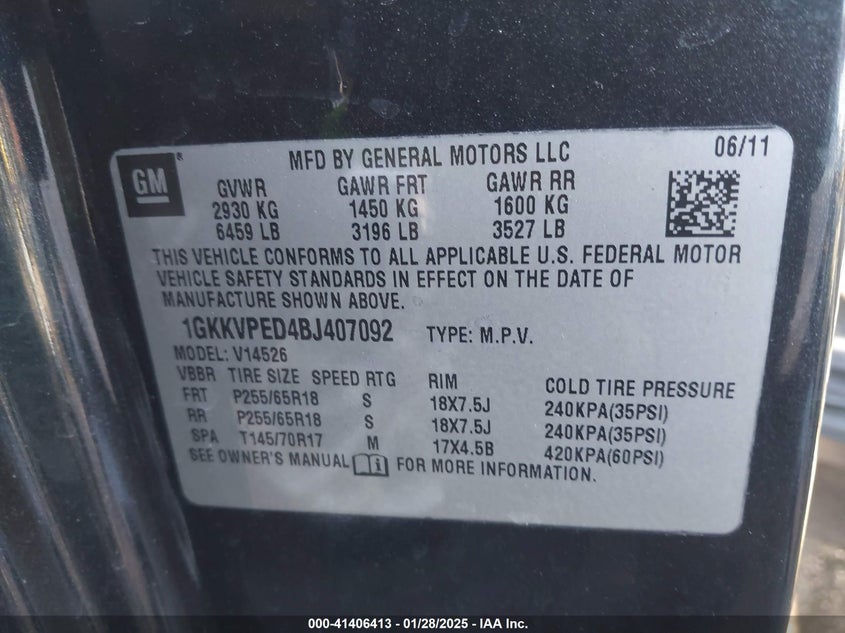 GM
MFD BY GENERAL MOTORS LLC 06/11
GVWR GAWR FRT GAWR RR
2930 KG 1450 KG 1600 KG
6459 LB 3196 LB 3527 LB
THIS VEHICLE CONFORMS TO ALL APPLICABLE U.S. FEDERAL MOTOR
VEHICLE SAFETY STANDARDS IN EFFECT ON THE DATE OF
MANUFACTURE SHOWN ABOVE.
1GKKVPED4BJ407092 TYPE: M.P.V.
MODEL: V14526
VBBR TIRE SIZE SPEED RTG RIM COLD TIRE PRESSURE
FRT P255/65R18 S 18X7.5J 240KPA(35PSI)
RR P255/65R18 S 18X7.5J 240KPA(35PSI)
SPA T145/70R17 M 17X4.5B 420KPA(60PSI)
SEE OWNER'S MANUAL FOR MORE INFORMATION.
000-41406413 - 01/28/2025 - IAA Inc.